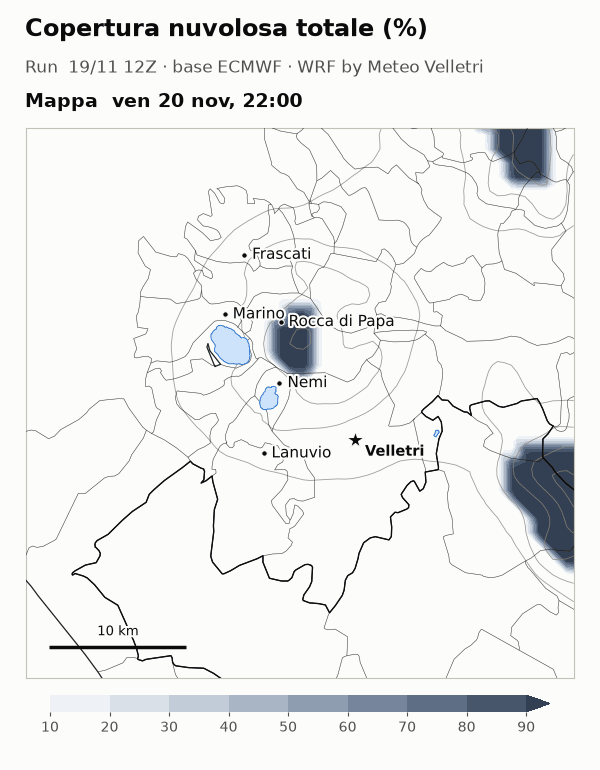 Copertura nuvolosa totale (%)
Run  19/11 12Z · base ECMWF · WRF by Meteo Velletri
Mappa  ven 20 nov, 22:00
Frascati
Marino
Rocca di Papa
Nemi
Velletri
Lanuvio
10 km
10 20 30 40 50 60 70 80 90